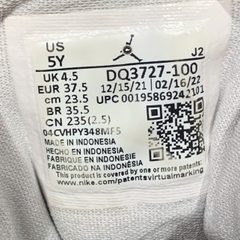 US J2
5Y
UK 4.5 DQ3727-100
EUR 37.5 12/15/21 02/16/22
cm 23.5 UPC 00195869242101
BR 35.5
CN 235(2.5)
04CVHPY348MFS
MADE IN INDONESIA
FABRIQUÉ EN INDONÉSIE
FABRICADO NA INDONÉSIA
HECHO EN INDONESIA
This product is covered by one or more patents.
www.nike.com/patentsvirtualmarking